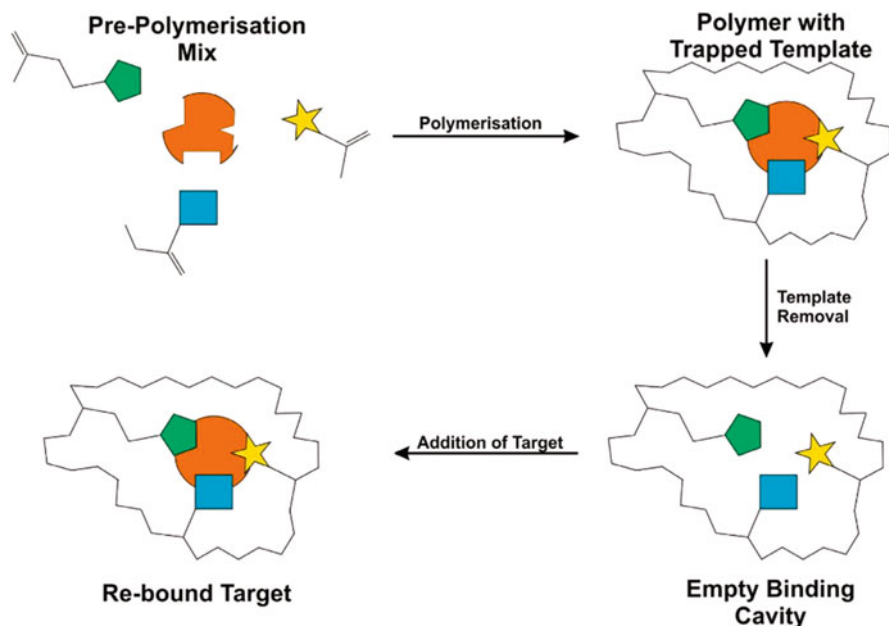 Pre-Polymerisation
Mix
Polymerisation
Polymer with
Trapped Template
Template
Removal
Addition of Target
Re-bound Target
Empty Binding
Cavity